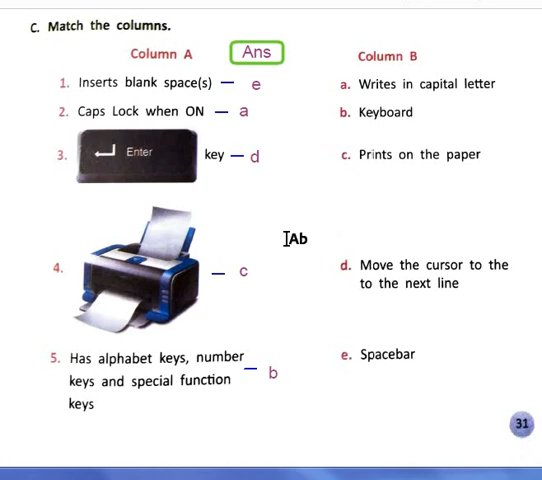 C. Match the columns.
Column A Ans Column B
1. Inserts blank space(s) — e a. Writes in capital letter
2. Caps Lock when ON — a b. Keyboard
3. Enter key — d c. Prints on the paper
Ab
4. — c d. Move the cursor to the
to the next line
5. Has alphabet keys, number
keys and special function
keys — b
e. Spacebar
31